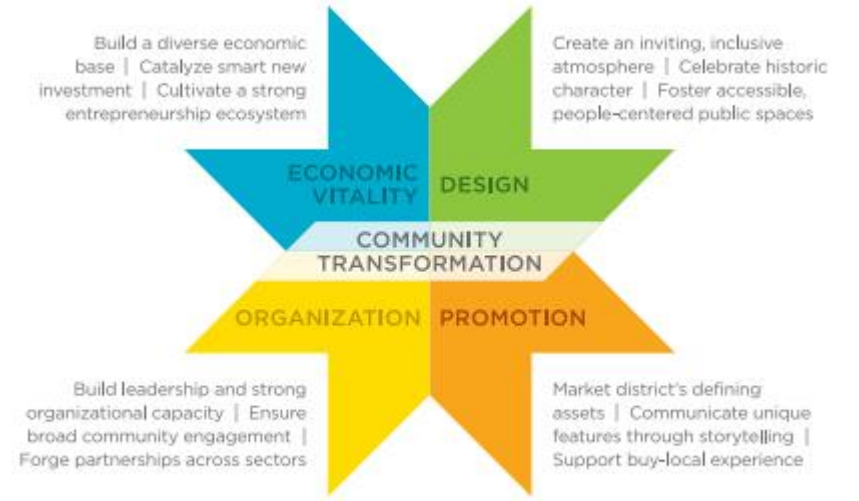 Build a diverse economic
base | Catalyze smart new
investment | Cultivate a strong
entrepreneurship ecosystem
Create an inviting, inclusive
atmosphere | Celebrate historic
character | Foster accessible,
people-centered public spaces
ECONOMIC
VITALITY
DESIGN
COMMUNITY
TRANSFORMATION
ORGANIZATION
PROMOTION
Build leadership and strong
organizational capacity | Ensure
broad community engagement |
Forge partnerships across sectors
Market district's defining
assets | Communicate unique
features through storytelling |
Support buy-local experience